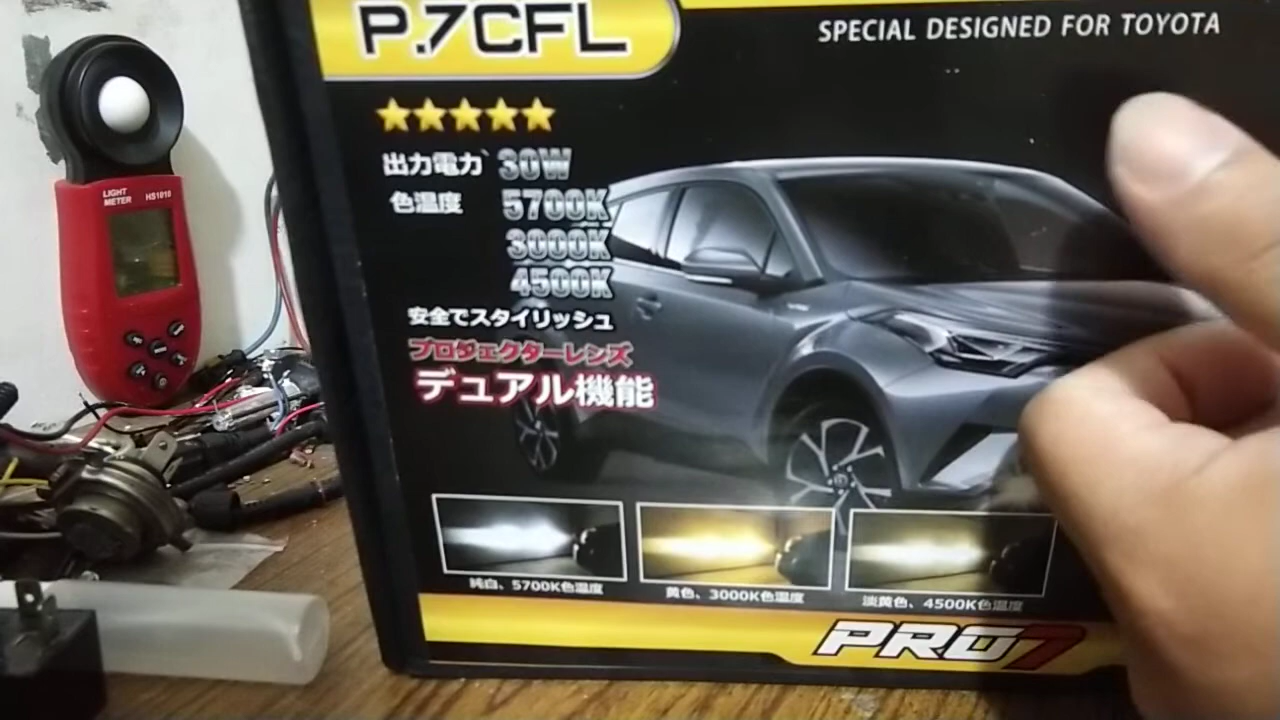 P.7CFL
SPECIAL DESIGNED FOR TOYOTA
出力電力 30W
色温度 5700K
3000K
4500K
安全でスタイリッシュ
プロジェクターレンズ
デュアル機能
純白、5700K色温度
黄色、3000K色温度
淡黄色、4500K色温度
PRO7
LIGHT
METER HS1010